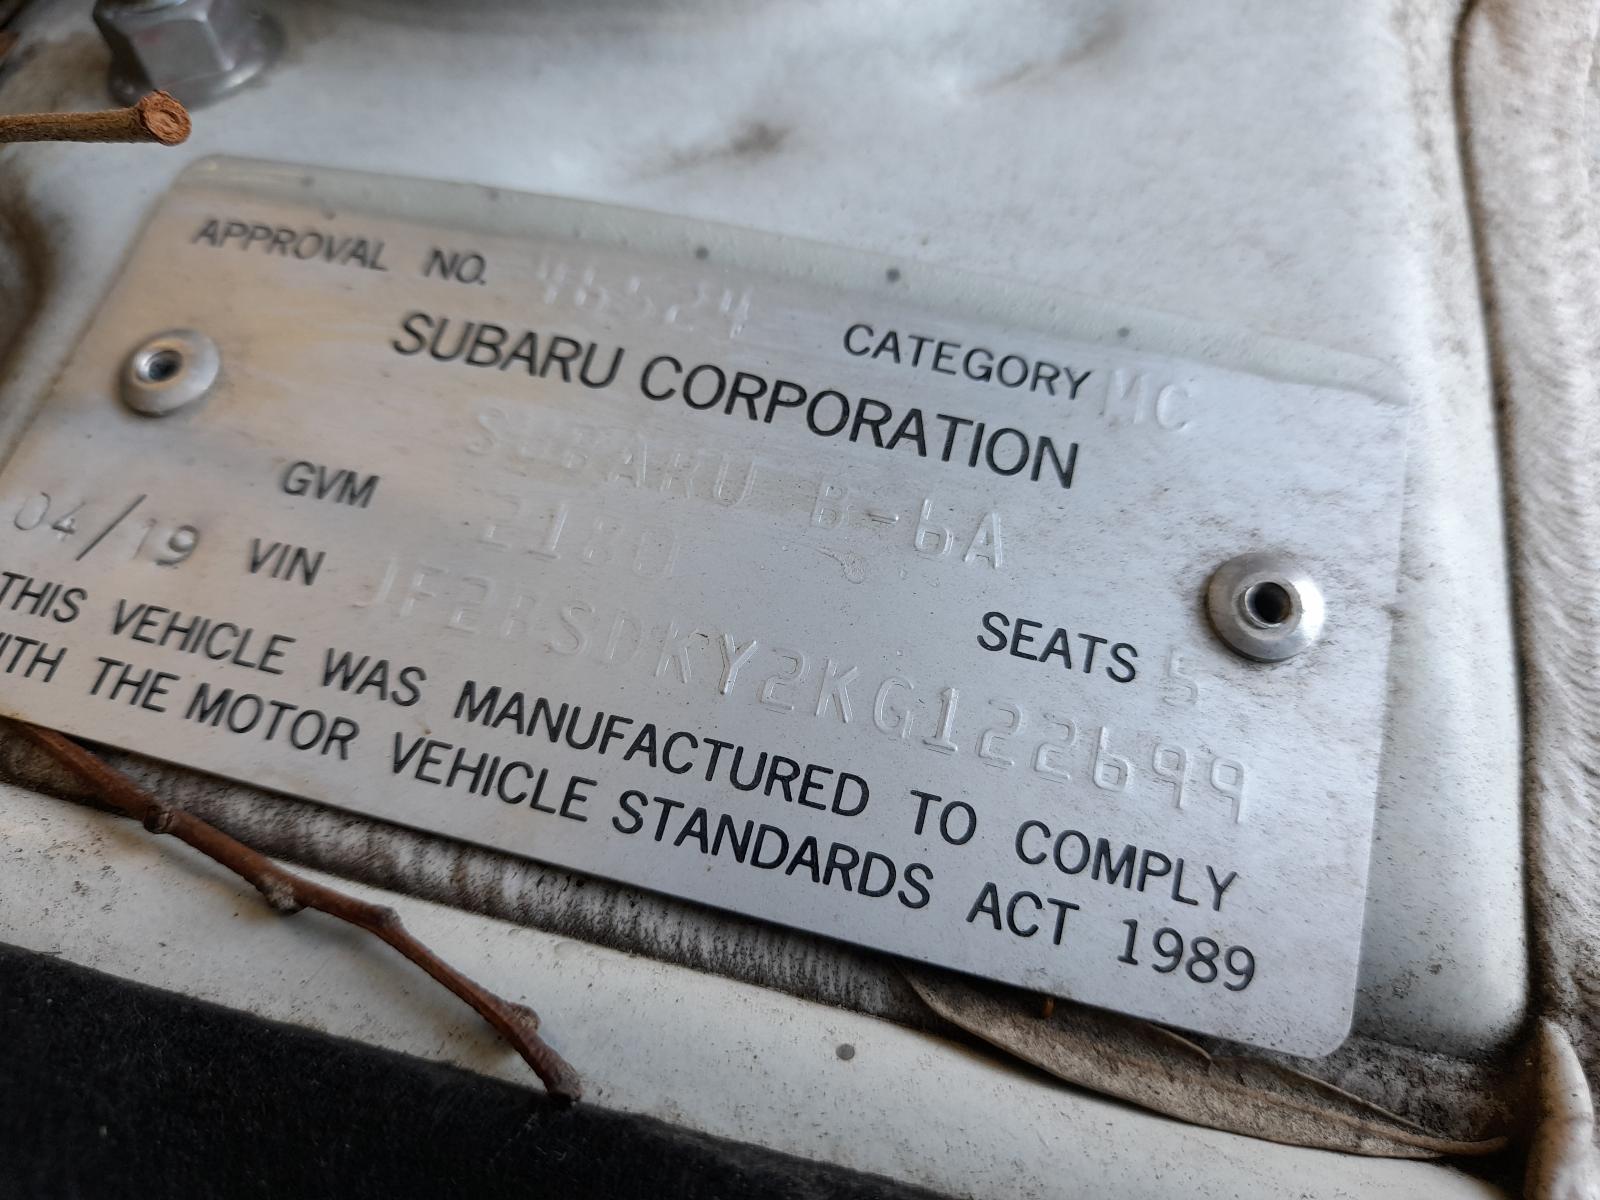 APPROVAL NO. 46524 CATEGORY MC
SUBARU CORPORATION
SUBARU B-6A
GVM 2180
04/19 VIN JF2BSDKY2KG122699 SEATS 5
THIS VEHICLE WAS MANUFACTURED TO COMPLY
WITH THE MOTOR VEHICLE STANDARDS ACT 1989